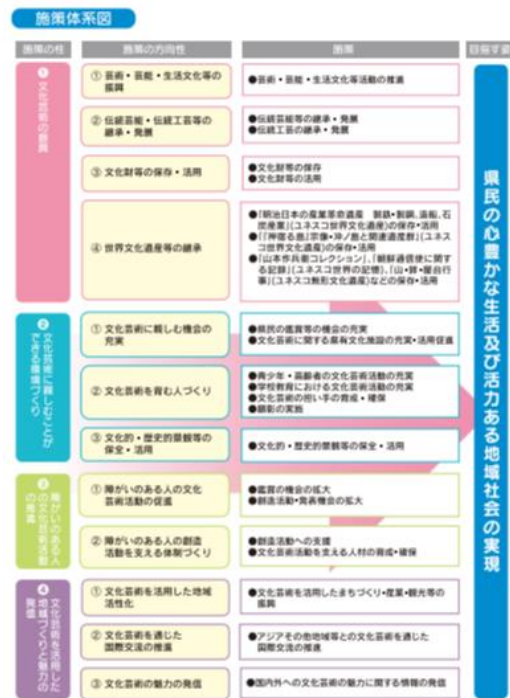 施策体系図
施策の柱
施策の方向性
施策
目指す姿
❶文化芸術の振興
① 芸術・芸能・生活文化等の
振興
●芸術・芸能・生活文化等活動の推進
② 伝統芸能・伝統工芸等の
継承・発展
●伝統芸能等の継承・発展
●伝統工芸の継承・発展
③ 文化財等の保存・活用
●文化財等の保存
●文化財等の活用
④ 世界文化遺産等の継承
●「明治日本の産業革命遺産 製鉄・製鋼、造船、石
炭産業」(ユネスコ世界文化遺産)の保存・活用
●「『神宿る島』宗像・沖ノ島と関連遺産群」(ユネス
コ世界文化遺産)の保存・活用
●「山本作兵衛コレクション」、「朝鮮通信使に関す
る記録」(ユネスコ世界の記憶)、「山・鉾・屋台行
事」(ユネスコ無形文化遺産)などの保存・活用
❷文化芸術に親しむことが
できる環境づくり
① 文化芸術に親しむ機会の
充実
●県民の鑑賞等の機会の充実
●文化芸術に関する県有文化施設の充実・活用促進
② 文化芸術を育む人づくり
●青少年・高齢者の文化芸術活動の充実
●学校教育における文化芸術活動の充実
●文化芸術の担い手の育成・確保
●顕彰の実施
③ 文化的・歴史的景観等の
保全・活用
●文化的・歴史的景観等の保全・活用
❸障がいのある人
の文化芸術活動
の推進
① 障がいのある人の文化
芸術活動の促進
●鑑賞の機会の拡大
●創造活動・発表機会の拡大
② 障がいのある人の創造
活動を支える体制づくり
●創造活動への支援
●文化芸術活動を支える人材の育成・確保
❹文化芸術を活用した
地域づくりと魅力の
発信
① 文化芸術を活用した地域
活性化
●文化芸術を活用したまちづくり・産業・観光等の
振興
② 文化芸術を通じた
国際交流の推進
●アジアその他地域等との文化芸術を通じた
国際交流の推進
③ 文化芸術の魅力の発信
●国内外への文化芸術の魅力に関する情報の発信
県民の心豊かな生活及び活力ある地域社会の実現